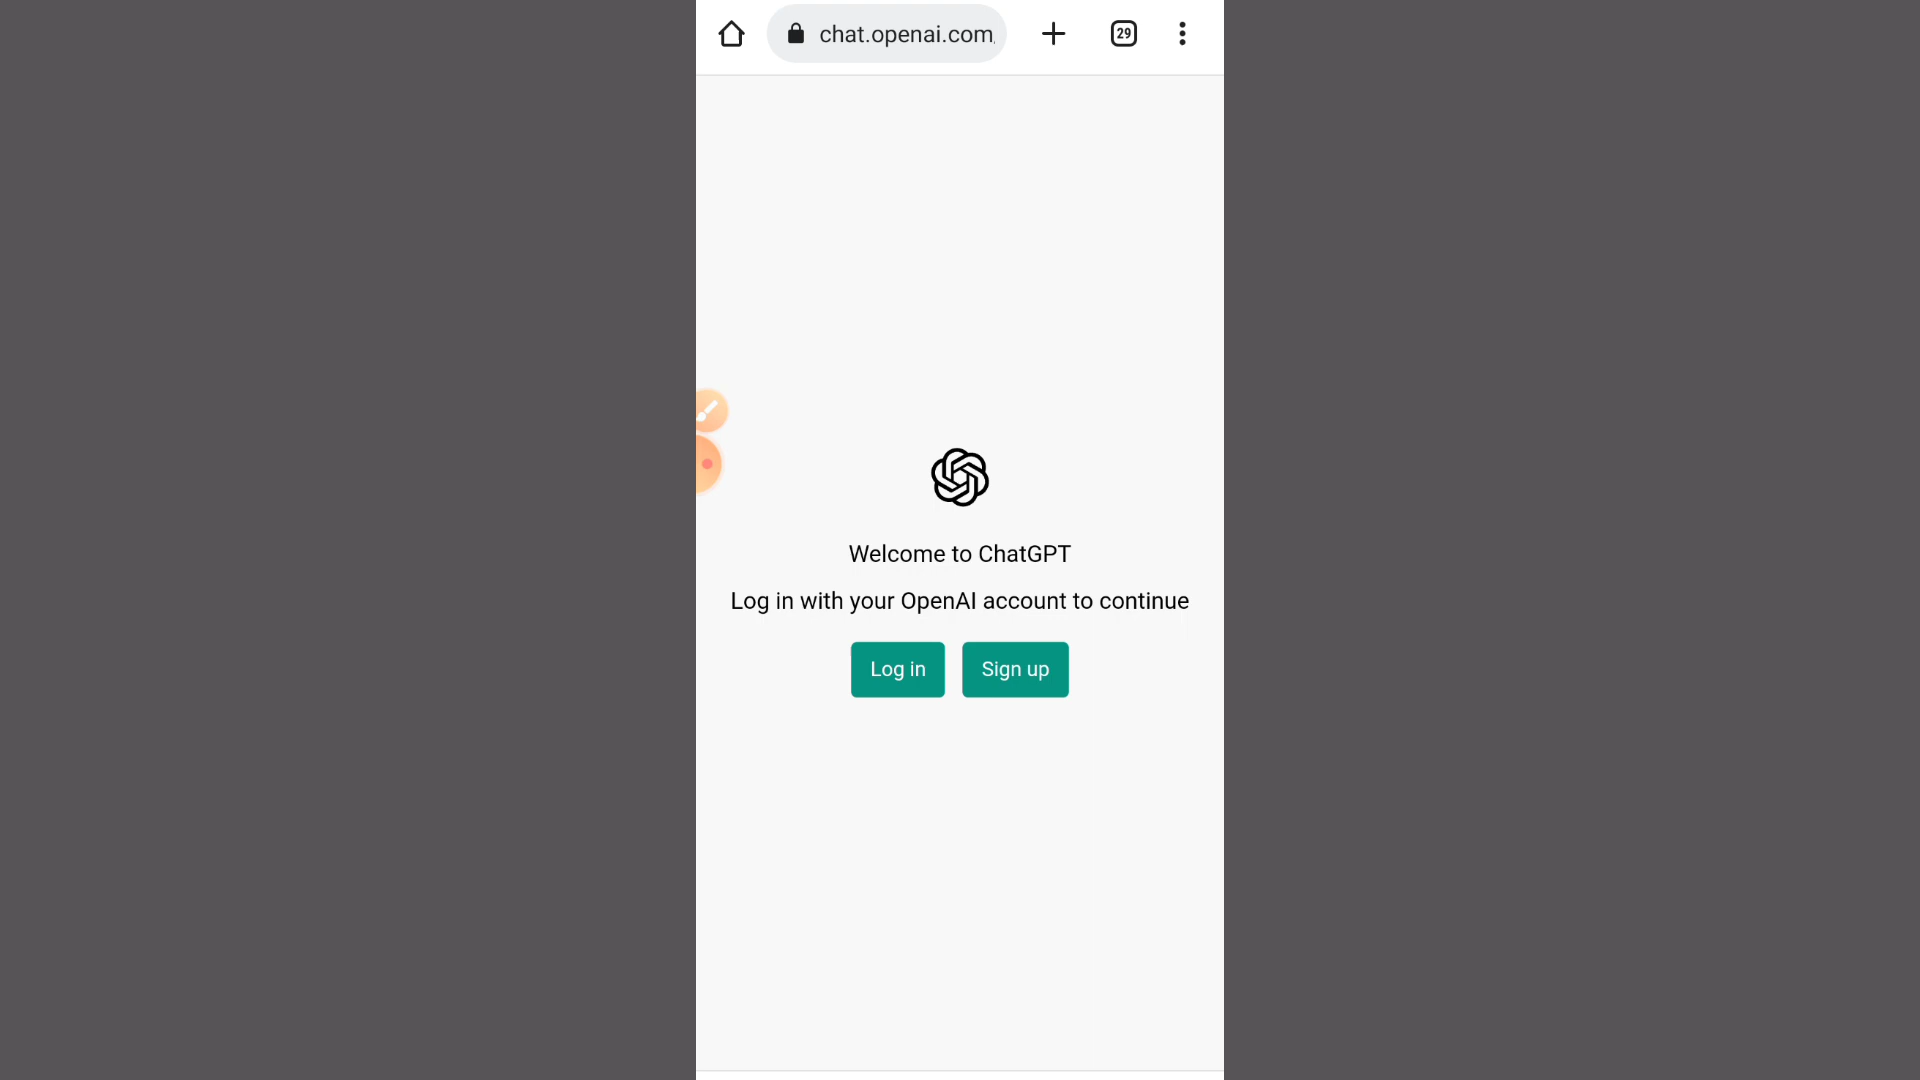 chat.openai.com
29
Welcome to ChatGPT
Log in with your OpenAI account to continue
Log in
Sign up